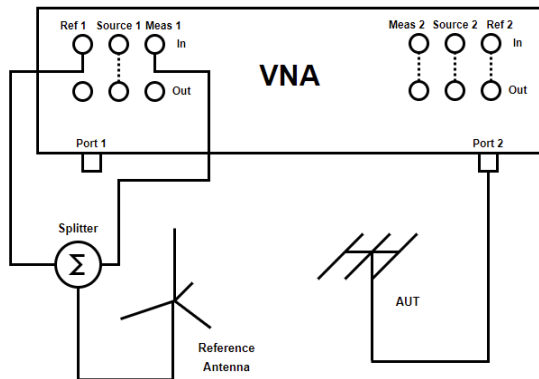 Ref 1 Source 1 Meas 1
In
Out
VNA
Meas 2 Source 2 Ref 2
In
Out
Port 1
Port 2
Splitter
Σ
Reference
Antenna
AUT